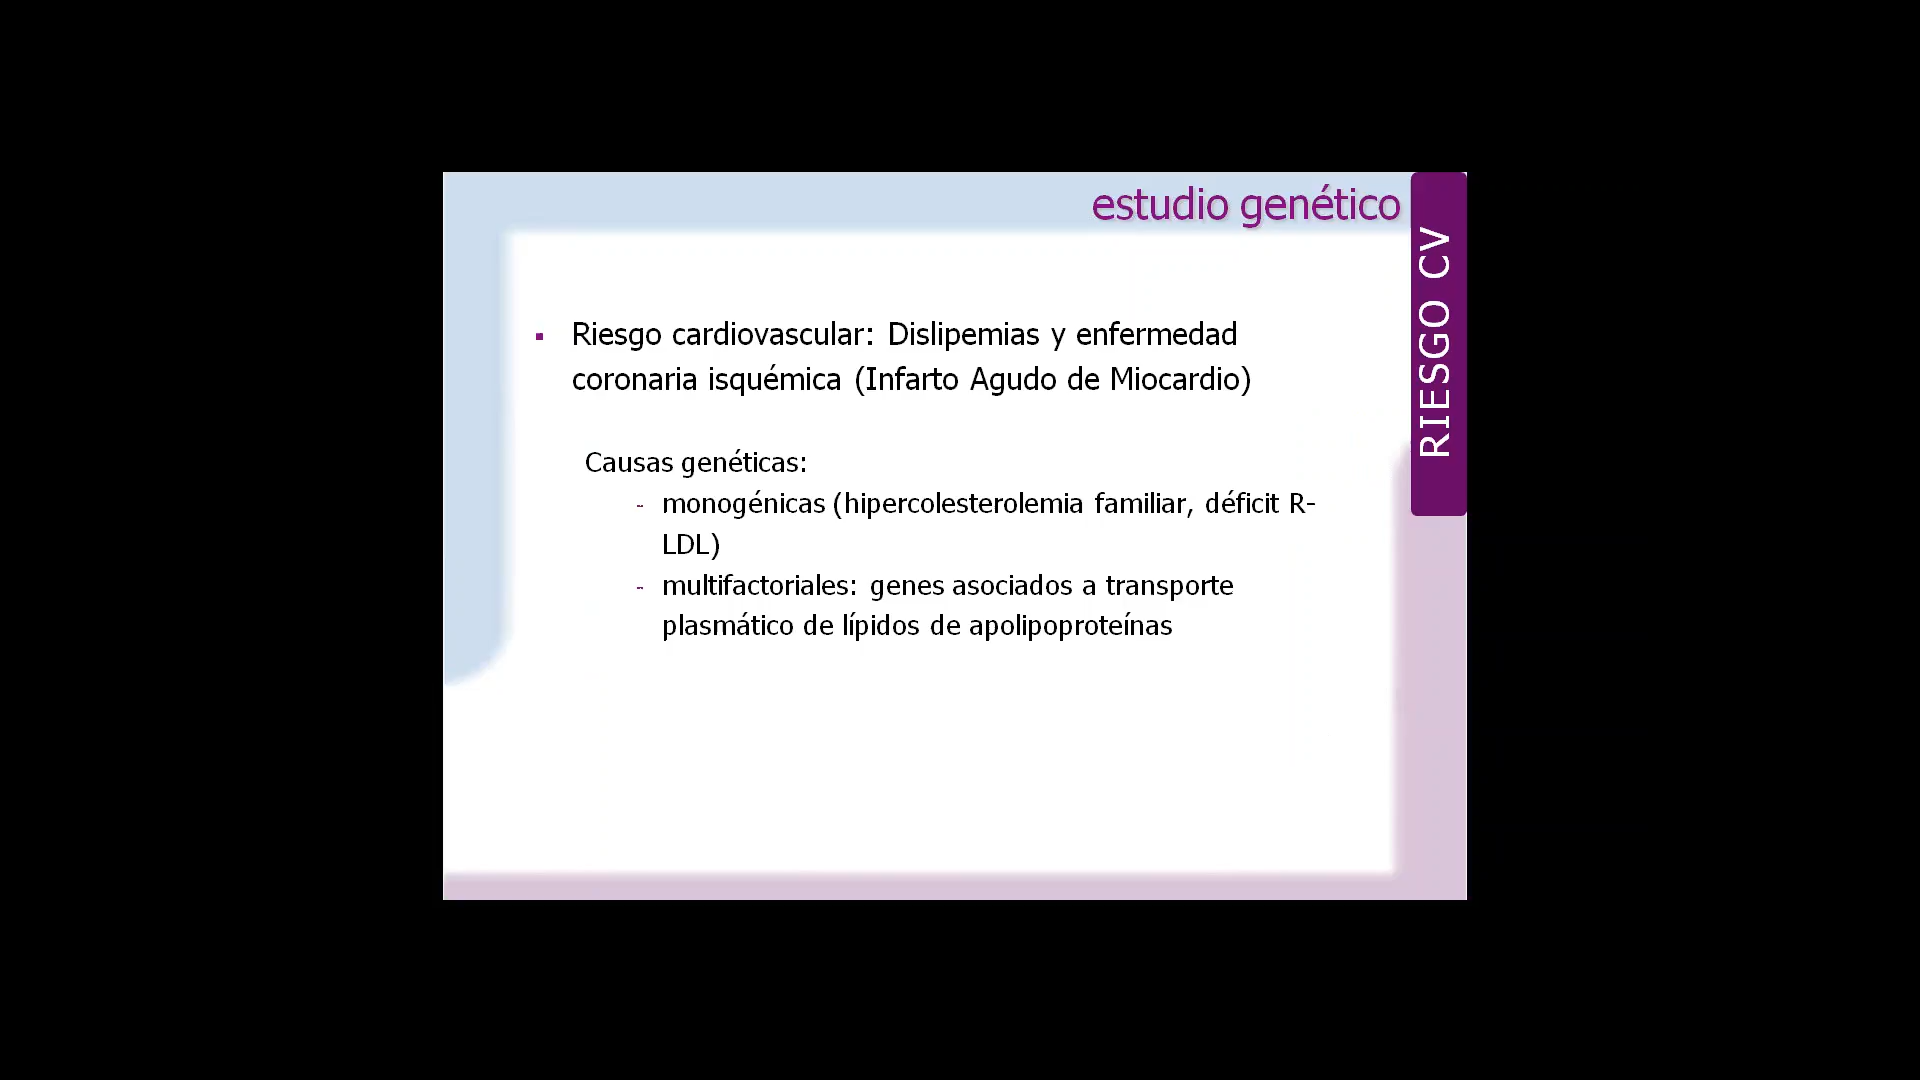 estudio genético
RIESGO CV
▪ Riesgo cardiovascular: Dislipemias y enfermedad
coronaria isquémica (Infarto Agudo de Miocardio)
Causas genéticas:
- monogénicas (hipercolesterolemia familiar, déficit R-
LDL)
- multifactoriales: genes asociados a transporte
plasmático de lípidos de apolipoproteínas